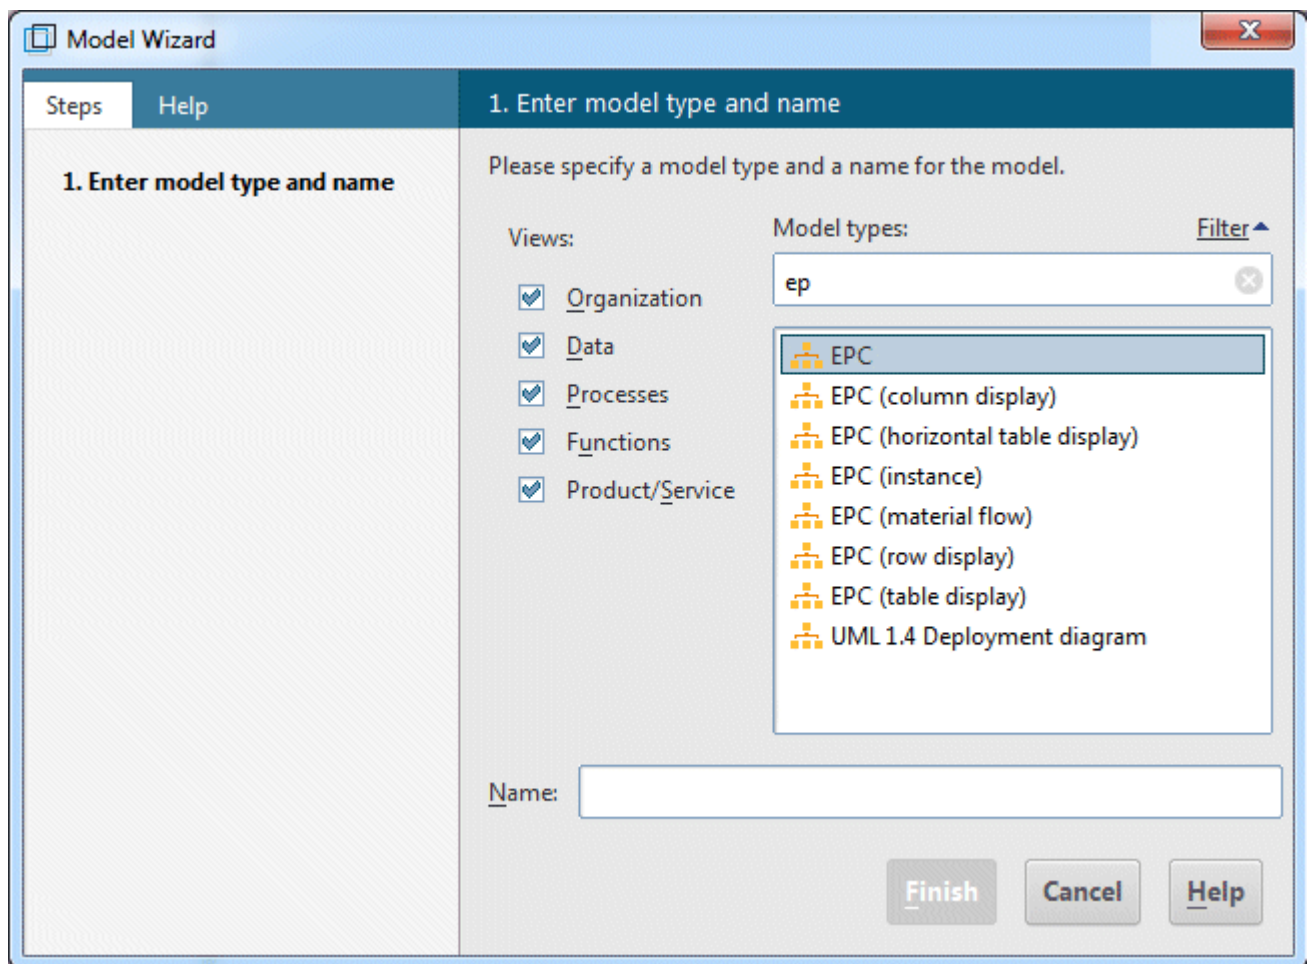 Model Wizard
Steps
Help
1. Enter model type and name
1. Enter model type and name
Please specify a model type and a name for the model.
Views:
Organization
Data
Processes
Functions
Product/Service
Model types:
Filter
ep
EPC
EPC (column display)
EPC (horizontal table display)
EPC (instance)
EPC (material flow)
EPC (row display)
EPC (table display)
UML 1.4 Deployment diagram
Name:
Finish
Cancel
Help